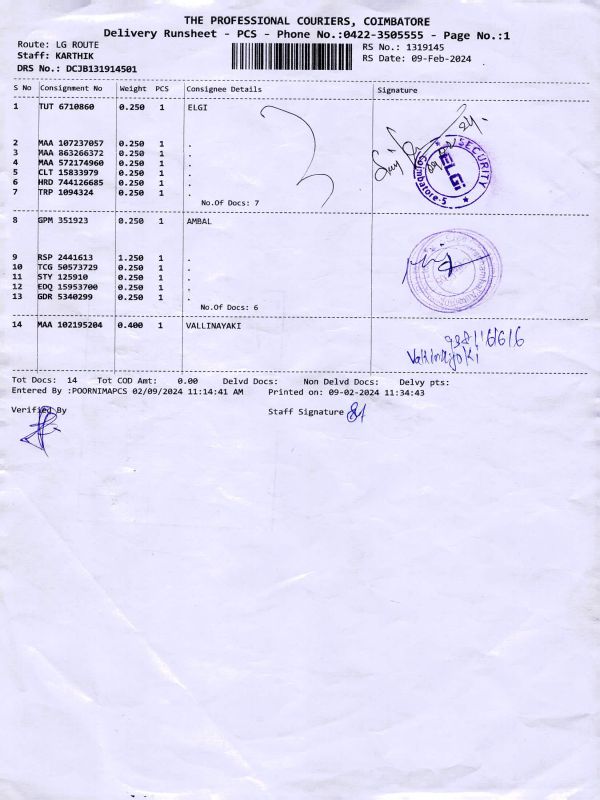 THE PROFESSIONAL COURIERS, COIMBATORE
Delivery Runsheet - PCS - Phone No.:0422-3505555 - Page No.:1
Route: LG ROUTE
RS No.: 1319145
Staff: KARTHIK
RS Date: 09-Feb-2024
DRS No.: DCJB131914501
S No Consignment No Weight PCS Consignee Details Signature
1 TUT 6710860 0.250 1 ELGI
2 MAA 107237057 0.250 1 .
3 MAA 863266372 0.250 1 .
4 MAA 572174960 0.250 1 .
5 CLT 15833979 0.250 1 .
6 HRD 744126685 0.250 1 .
7 TRP 1094324 0.250 1 .
No.Of Docs: 7
SECURITY
ELGi
Coimbatore-5
8 GPM 351923 0.250 1 AMBAL
9 RSP 2441613 1.250 1 .
10 TCG 50573729 0.250 1 .
11 STY 125910 0.250 1 .
12 EDQ 15953700 0.250 1 .
13 GDR 5340299 0.250 1 .
No.Of Docs: 6
14 MAA 102195204 0.400 1 VALLINAYAKI
Tot Docs: 14 Tot COD Amt: 0.00 Delvd Docs: Non Delvd Docs: Delvy pts:
Entered By :POORNIMAPCS 02/09/2024 11:14:41 AM Printed on: 09-02-2024 11:34:43
Verified By
Staff Signature